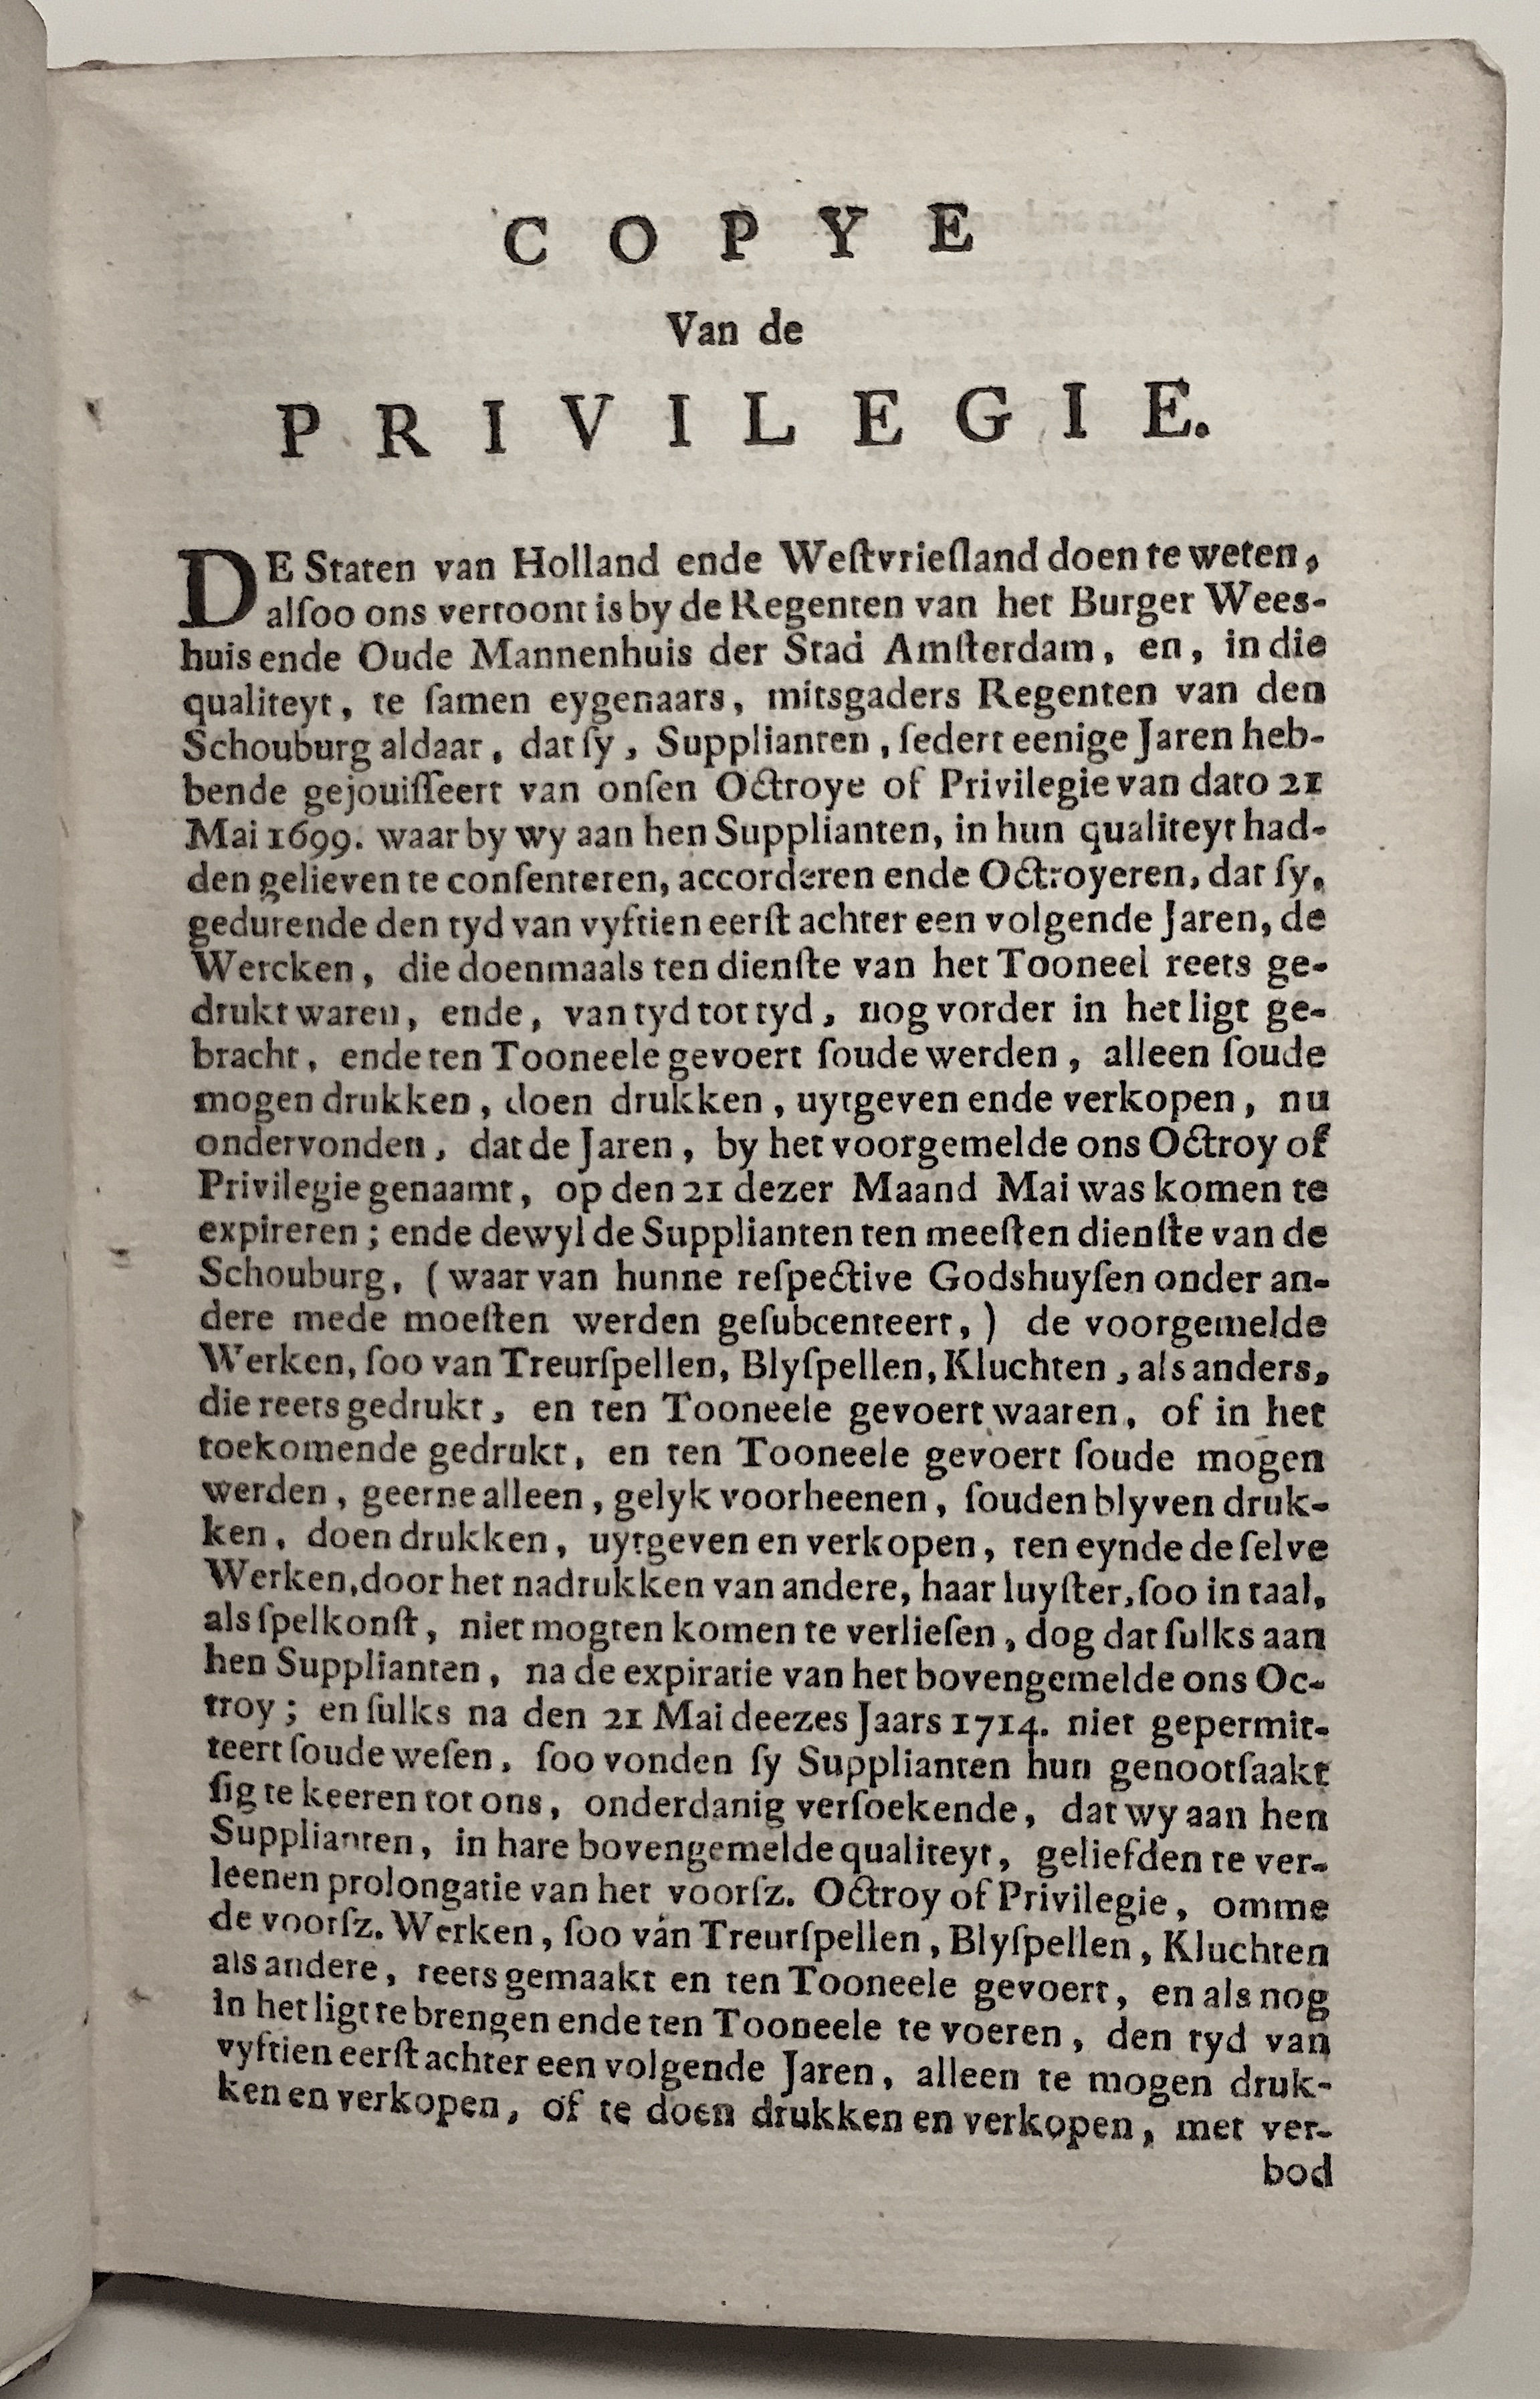 COPYE
Van de
PRIVILEGIE.
DE Staten van Holland ende Weſtvrieſland doen te weten,
alſoo ons vertoont is by de Regenten van het Burger Wees-
huis ende Oude Mannenhuis der Stad Amſterdam, en, in die
qualiteyt, te ſamen eygenaars, mitsgaders Regenten van den
Schouburg aldaar, dat ſy, Supplianten, ſedert eenige Jaren heb-
bende gejouiſſeert van onſen Octroye of Privilegie van dato 21
Mai 1699. waar by wy aan hen Supplianten, in hun qualiteyt had-
den gelieven te conſenteren, accorderen ende Octroyeren, dat ſy,
gedurende den tyd van vyftien eerſt achter een volgende Jaren, de
Wercken, die doenmaals ten dienſte van het Tooneel reets ge-
drukt waren, ende, van tyd tot tyd, nog vorder in het ligt ge-
bracht, ende ten Tooneele gevoert ſoude werden, alleen ſoude
mogen drukken, doen drukken, uytgeven ende verkopen, nu
ondervonden, dat de Jaren, by het voorgemelde ons Octroy of
Privilegie genaamt, op den 21 dezer Maand Mai was komen te
expireren; ende dewyl de Supplianten ten meeſten dienſte van de
Schouburg, (waar van hunne reſpective Godshuyſen onder an-
dere mede moeſten werden geſubcenteert,) de voorgemelde
Werken, ſoo van Treurſpellen, Blyſpellen, Kluchten, als anders,
die reets gedrukt, en ten Tooneele gevoert waaren, of in het
toekomende gedrukt, en ten Tooneele gevoert ſoude mogen
werden, geerne alleen, gelyk voorheenen, ſouden blyven druk-
ken, doen drukken, uytgeven en verkopen, ten eynde de ſelve
Werken, door het nadrukken van andere, haar luyſter, ſoo in taal,
als ſpelkonſt, niet mogten komen te verlieſen, dog dat ſulks aan
hen Supplianten, na de expiratie van het bovengemelde ons Oc-
troy; en ſulks na den 21 Mai deezes Jaars 1714. niet gepermit-
teert ſoude weſen, ſoo vonden ſy Supplianten hun genootſaakt
ſig te keeren tot ons, onderdanig verſoekende, dat wy aan hen
Supplianten, in hare bovengemelde qualiteyt, geliefden te ver-
leenen prolongatie van het voorſz. Octroy of Privilegie, omme
de voorſz. Werken, ſoo van Treurſpellen, Blyſpellen, Kluchten
als andere, reets gemaakt en ten Tooneele gevoert, en als nog
in het ligt te brengen ende ten Tooneele te voeren, den tyd van
vyftien eerſt achter een volgende Jaren, alleen te mogen druk-
ken en verkopen, of te doen drukken en verkopen, met ver-
bod